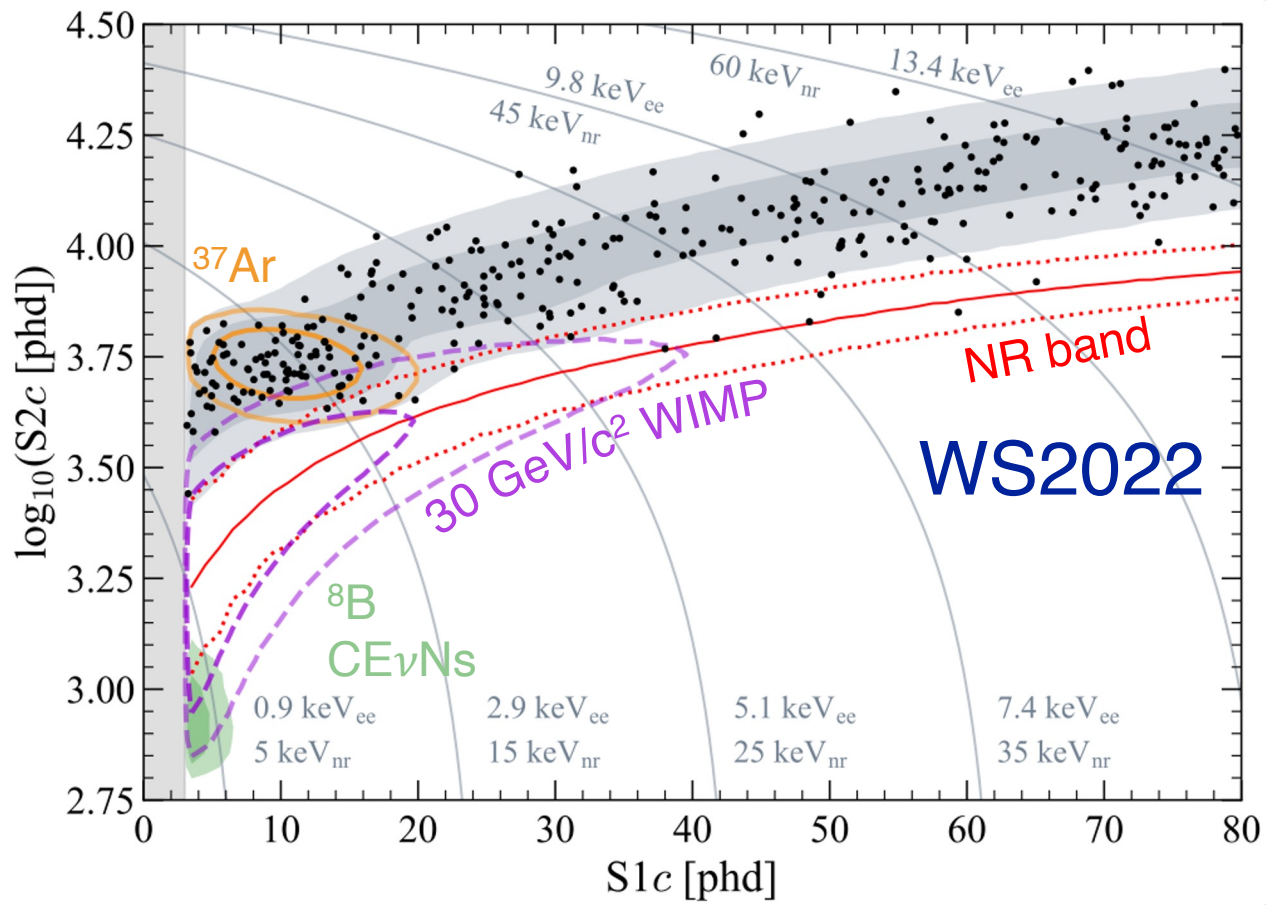 4.50
4.25
4.00
3.75
3.50
3.25
3.00
2.75
log₁₀(S2c [phd])
9.8 keVₑₑ
45 keVₙᵣ
60 keVₙᵣ
13.4 keVₑₑ
³⁷Ar
NR band
30 GeV/c² WIMP
WS2022
⁸B
CEνNs
0.9 keVₑₑ
5 keVₙᵣ
2.9 keVₑₑ
15 keVₙᵣ
5.1 keVₑₑ
25 keVₙᵣ
7.4 keVₑₑ
35 keVₙᵣ
0 10 20 30 40 50 60 70 80
S1c [phd]